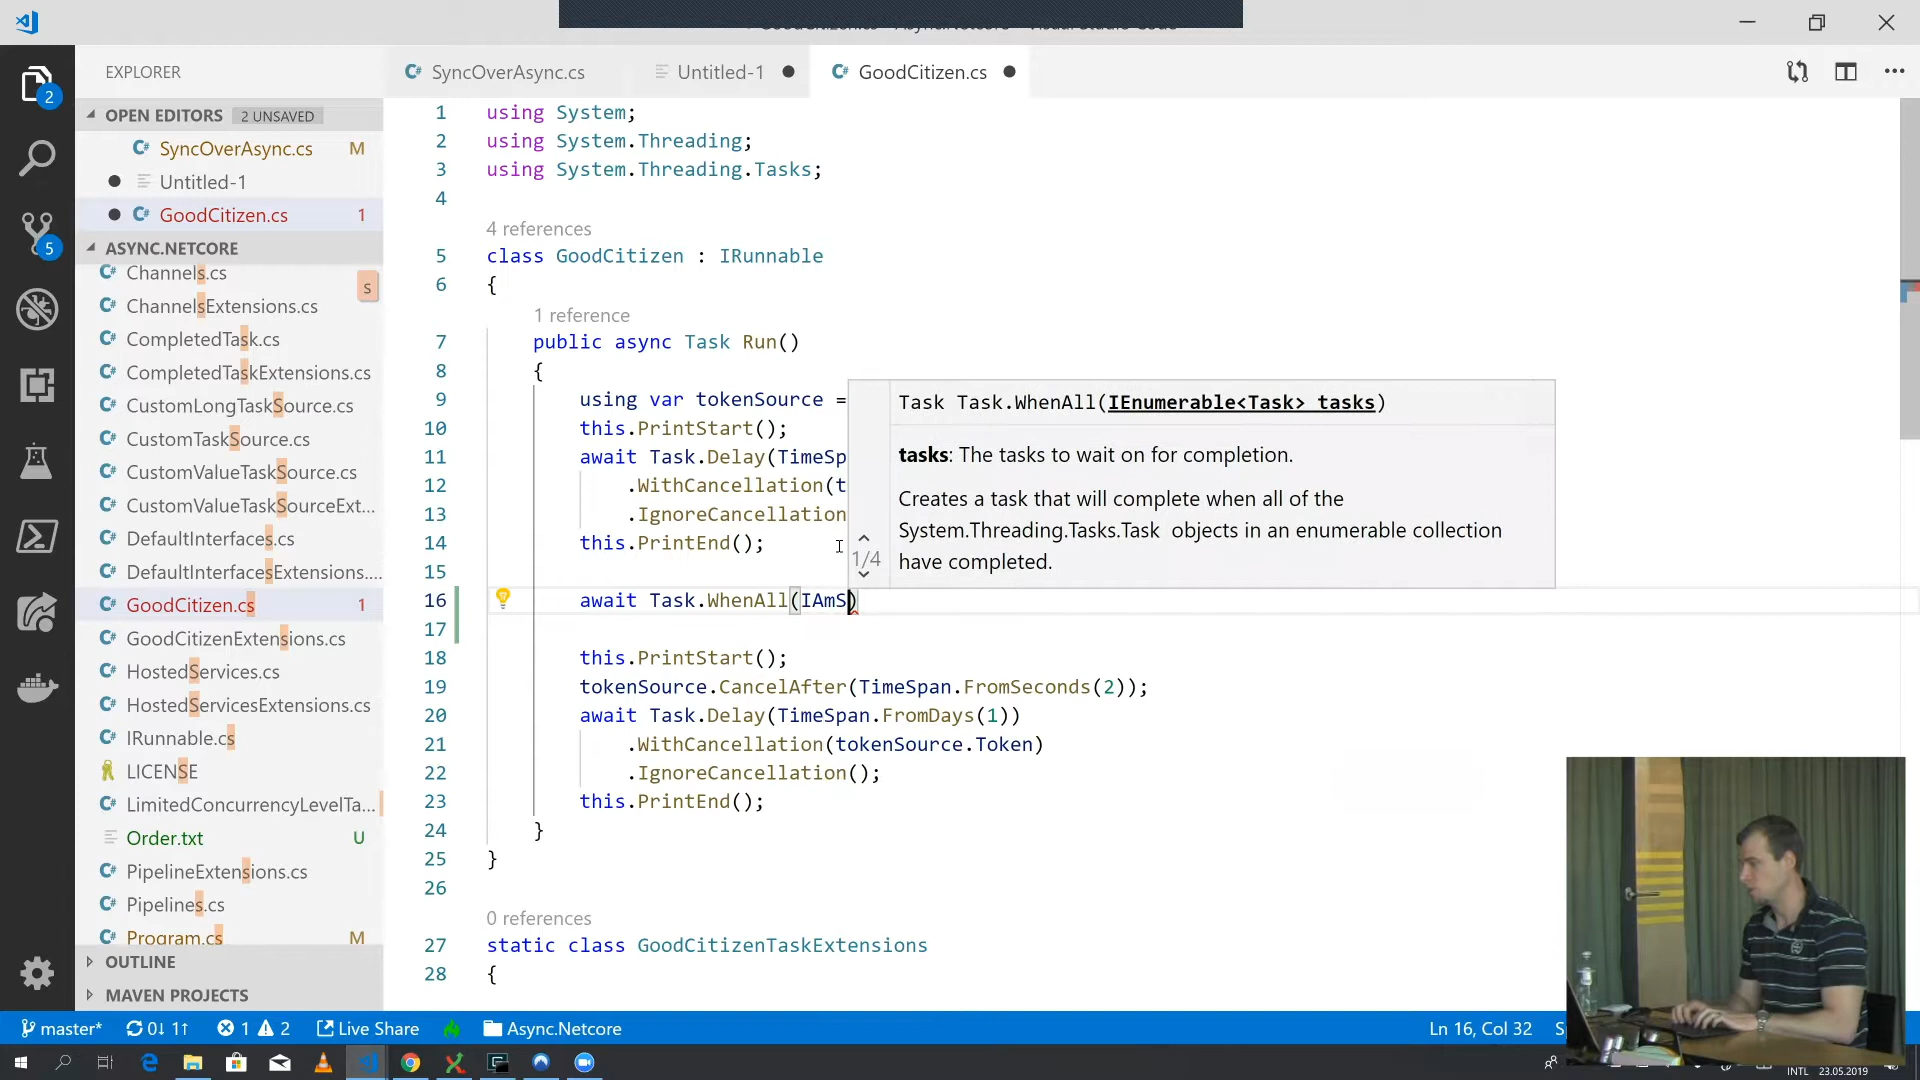 EXPLORER
SyncOverAsync.cs
Untitled-1
GoodCitizen.cs
OPEN EDITORS 2 UNSAVED
SyncOverAsync.cs M
Untitled-1
GoodCitizen.cs 1
ASYNC.NETCORE
Channels.cs
s
ChannelsExtensions.cs
CompletedTask.cs
CompletedTaskExtensions.cs
CustomLongTaskSource.cs
CustomTaskSource.cs
CustomValueTaskSource.cs
CustomValueTaskSourceExt...
DefaultInterfaces.cs
DefaultInterfacesExtensions....
GoodCitizen.cs 1
GoodCitizenExtensions.cs
HostedServices.cs
HostedServicesExtensions.cs
IRunnable.cs
LICENSE
LimitedConcurrencyLevelTa...
Order.txt U
PipelineExtensions.cs
Pipelines.cs
Program.cs M
OUTLINE
MAVEN PROJECTS
2
5
1 using System;
2 using System.Threading;
3 using System.Threading.Tasks;
4
4 references
5 class GoodCitizen : IRunnable
6 {
1 reference
7 public async Task Run()
8 {
9 using var tokenSource =
10 this.PrintStart();
11 await Task.Delay(TimeSp
12 .WithCancellation(t
13 .IgnoreCancellation
14 this.PrintEnd();
15
16 await Task.WhenAll(IAmS)
17
18 this.PrintStart();
19 tokenSource.CancelAfter(TimeSpan.FromSeconds(2));
20 await Task.Delay(TimeSpan.FromDays(1))
21 .WithCancellation(tokenSource.Token)
22 .IgnoreCancellation();
23 this.PrintEnd();
24 }
25 }
26
0 references
27 static class GoodCitizenTaskExtensions
28 {
Task Task.WhenAll(IEnumerable<Task> tasks)
tasks: The tasks to wait on for completion.
Creates a task that will complete when all of the
System.Threading.Tasks.Task objects in an enumerable collection
have completed.
1/4
master* 0↓ 1↑ 1 2 Live Share Async.Netcore Ln 16, Col 32 S
INTL 23.05.2019